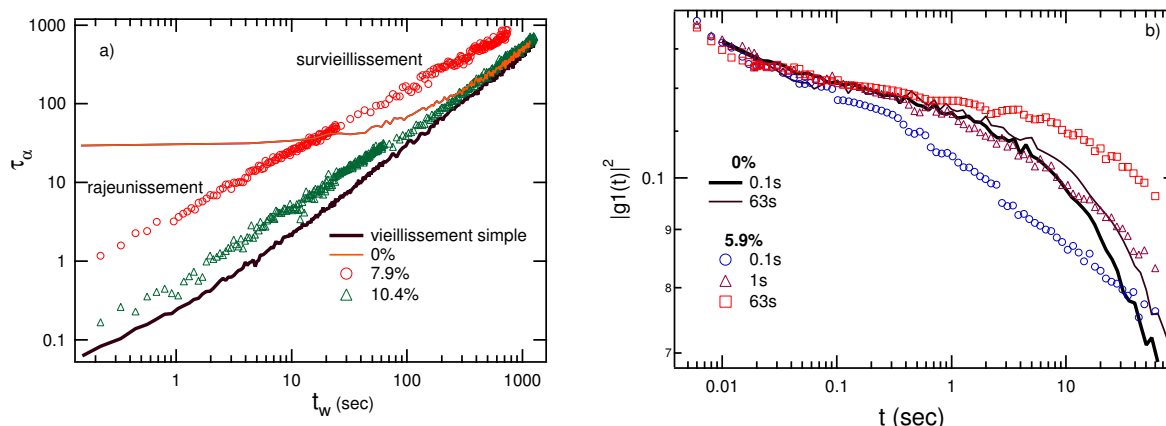 a)
1000
100
10
1
0.1
τα
survieillissement
rajeunissement
vieillissement simple
0%
7.9%
10.4%
1
10
100
1000
tw (sec)
b)
|g1(t)|²
0.1
9
8
7
0%
0.1s
63s
5.9%
0.1s
1s
63s
0.01
0.1
1
10
t (sec)